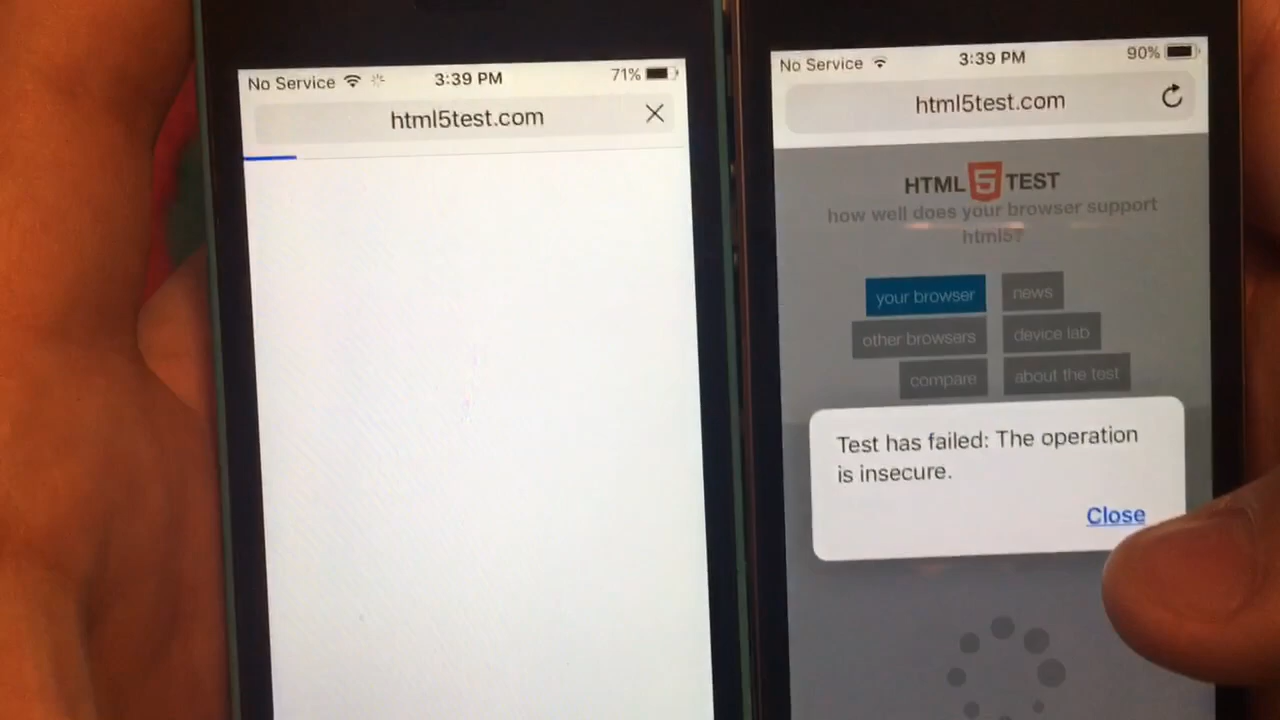 No Service 3:39 PM 71%
html5test.com
No Service 3:39 PM 90%
html5test.com
HTML 5 TEST
how well does your browser support
html5?
your browser news
other browsers device lab
compare about the test
Test has failed: The operation
is insecure.
Close